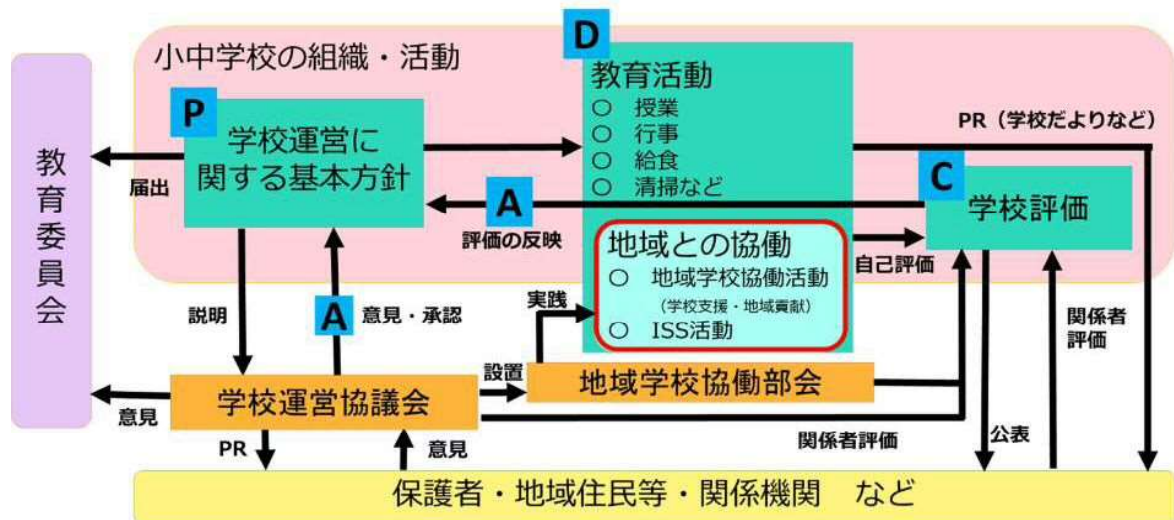 小中学校の組織・活動
教育委員会
P
学校運営に
関する基本方針
届出
D
教育活動
○ 授業
○ 行事
○ 給食
○ 清掃など
PR（学校だよりなど）
C
学校評価
A
評価の反映
地域との協働
○ 地域学校協働活動
（学校支援・地域貢献）
○ ISS活動
自己評価
説明
A
意見・承認
実践
関係者
評価
設置
地域学校協働部会
学校運営協議会
意見
PR
意見
関係者評価
公表
保護者・地域住民等・関係機関 など